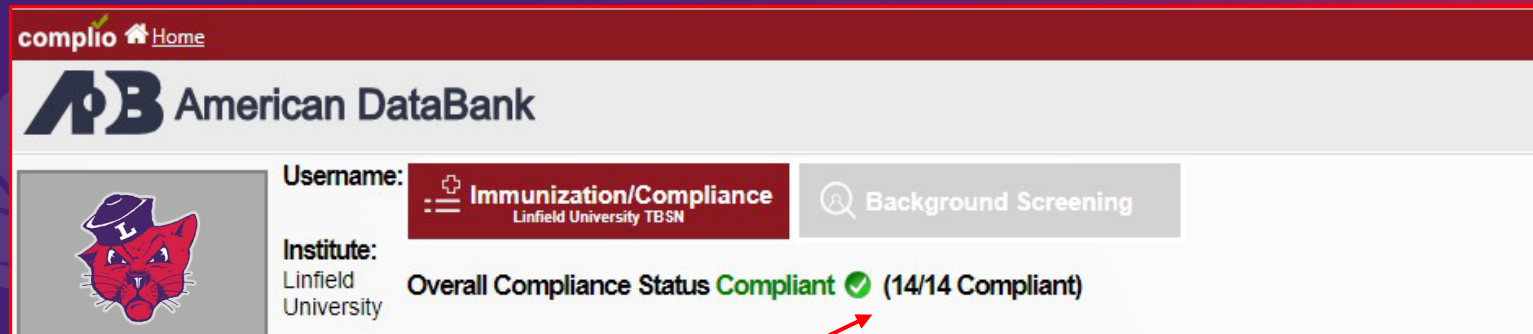 complio Home
ADB American DataBank
Username:
Immunization/Compliance
Linfield University TBSN
Background Screening
Institute:
Linfield
University
Overall Compliance Status Compliant (14/14 Compliant)
L